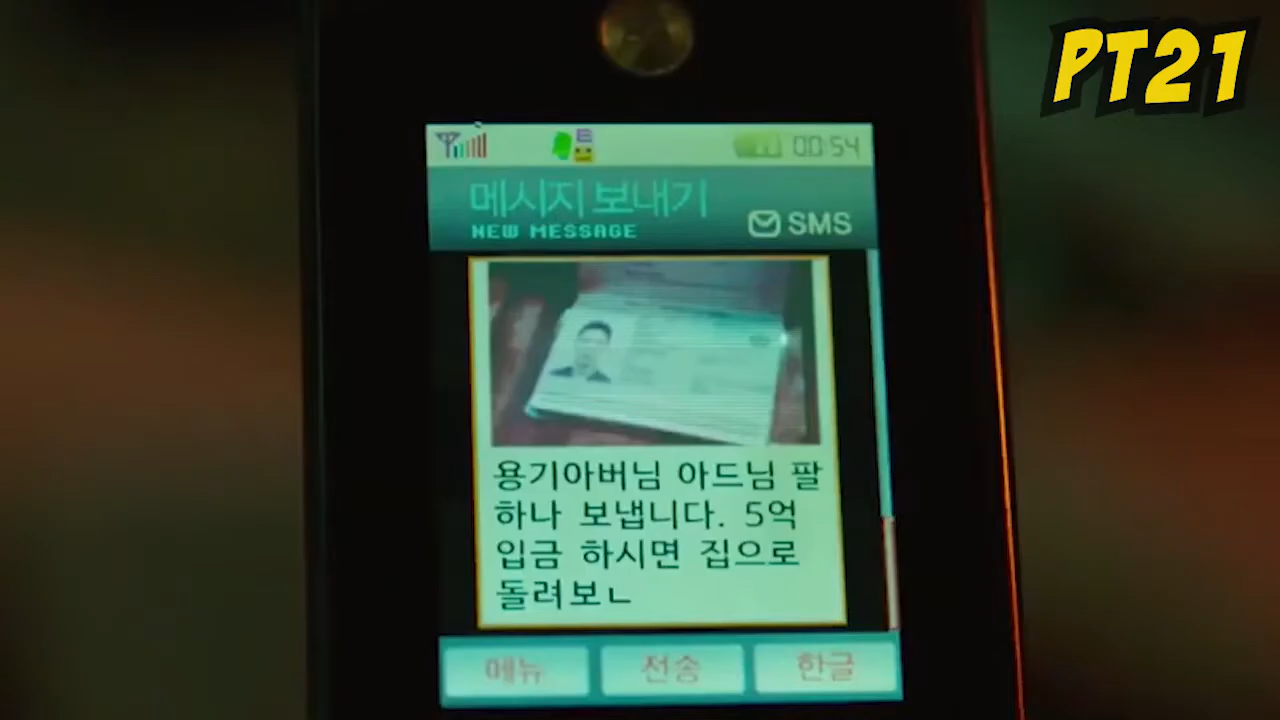 PT21
00:54
메시지 보내기
NEW MESSAGE
SMS
용기아버님 아드님 팔
하나 보냅니다. 5억
입금 하시면 집으로
돌려보ㄴ
메뉴 전송 한글